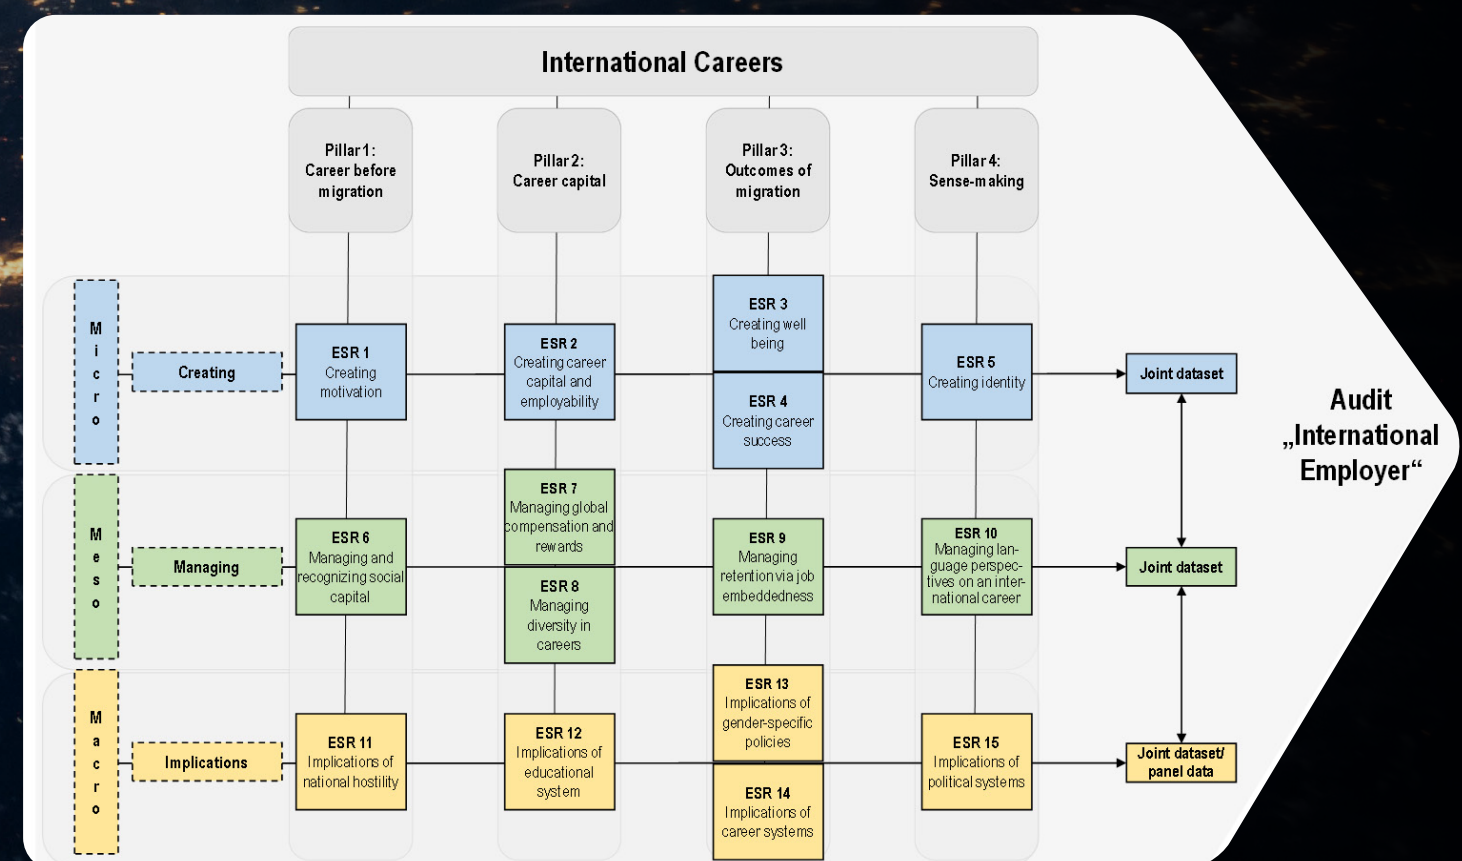 International Careers
Pillar 1:
Career before
migration
Pillar 2:
Career capital
Pillar 3:
Outcomes of
migration
Pillar 4:
Sense-making
Micro
Creating
ESR 1
Creating
motivation
ESR 2
Creating career
capital and
employability
ESR 3
Creating well
being
ESR 4
Creating career
success
ESR 5
Creating identity
Joint dataset
Meso
Managing
ESR 6
Managing and
recognizing social
capital
ESR 7
Managing global
compensation and
rewards
ESR 8
Managing
diversity in
careers
ESR 9
Managing
retention via job
embeddedness
ESR 10
Managing lan-
guage perspec-
tives on an inter-
national career
Joint dataset
Macro
Implications
ESR 11
Implications of
national hostility
ESR 12
Implications of
educational
system
ESR 13
Implications of
gender-specific
policies
ESR 14
Implications of
career systems
ESR 15
Implications of
political systems
Joint dataset/
panel data
Audit
„International
Employer“